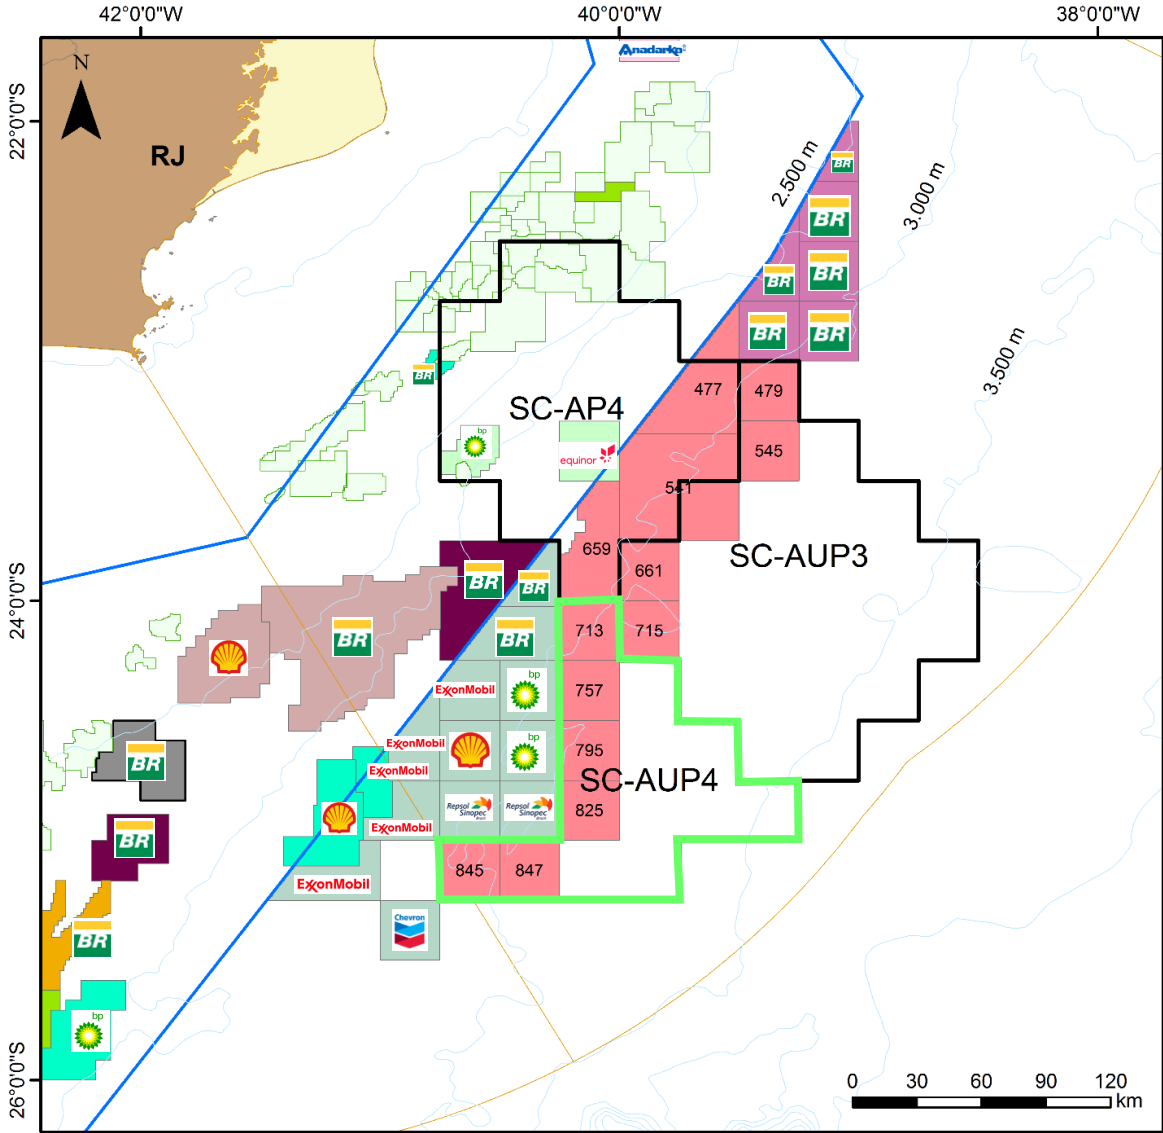 42°0'0"W
40°0'0"W
38°0'0"W
Anadarko
N
22°0'0"S
RJ
BR
2.500 m
3.000 m
BR
BR
BR
BR
BR
3.500 m
BR
477
479
SC-AP4
bp
equinor
545
541
659
SC-AUP3
661
BR
BR
24°0'0"S
713
715
BR
BR
ExxonMobil
bp
757
ExxonMobil
bp
795
BR
ExxonMobil
SC-AUP4
Repsol
Sinopec
Repsol
Sinopec
825
ExxonMobil
BR
845
847
ExxonMobil
Chevron
BR
bp
26°0'0"S
0 30 60 90 120
km